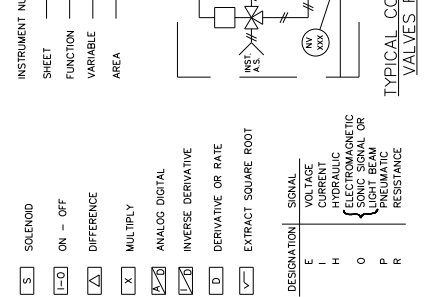 INSTRUMENT NU
SHEET
FUNCTION
VARIABLE
AREA
INST.
A.S.
NV
XXX
TYPICAL CO
VALVES F
S SOLENOID
I-O ON - OFF
△ DIFFERENCE
X MULTIPLY
A/D ANALOG DIGITAL
I/D INVERSE DERIVATIVE
D DERIVATIVE OR RATE
√ EXTRACT SQUARE ROOT
DESIGNATION SIGNAL
E VOLTAGE
I CURRENT
H HYDRAULIC
O ELECTROMAGNETIC
SONIC SIGNAL OR
LIGHT BEAM
P PNEUMATIC
R RESISTANCE